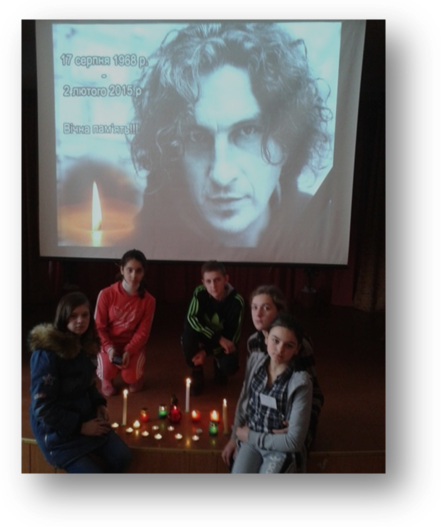 17 серпня 1968 р
-
2 лютого 2015 р
Вічна пам'ять!!!